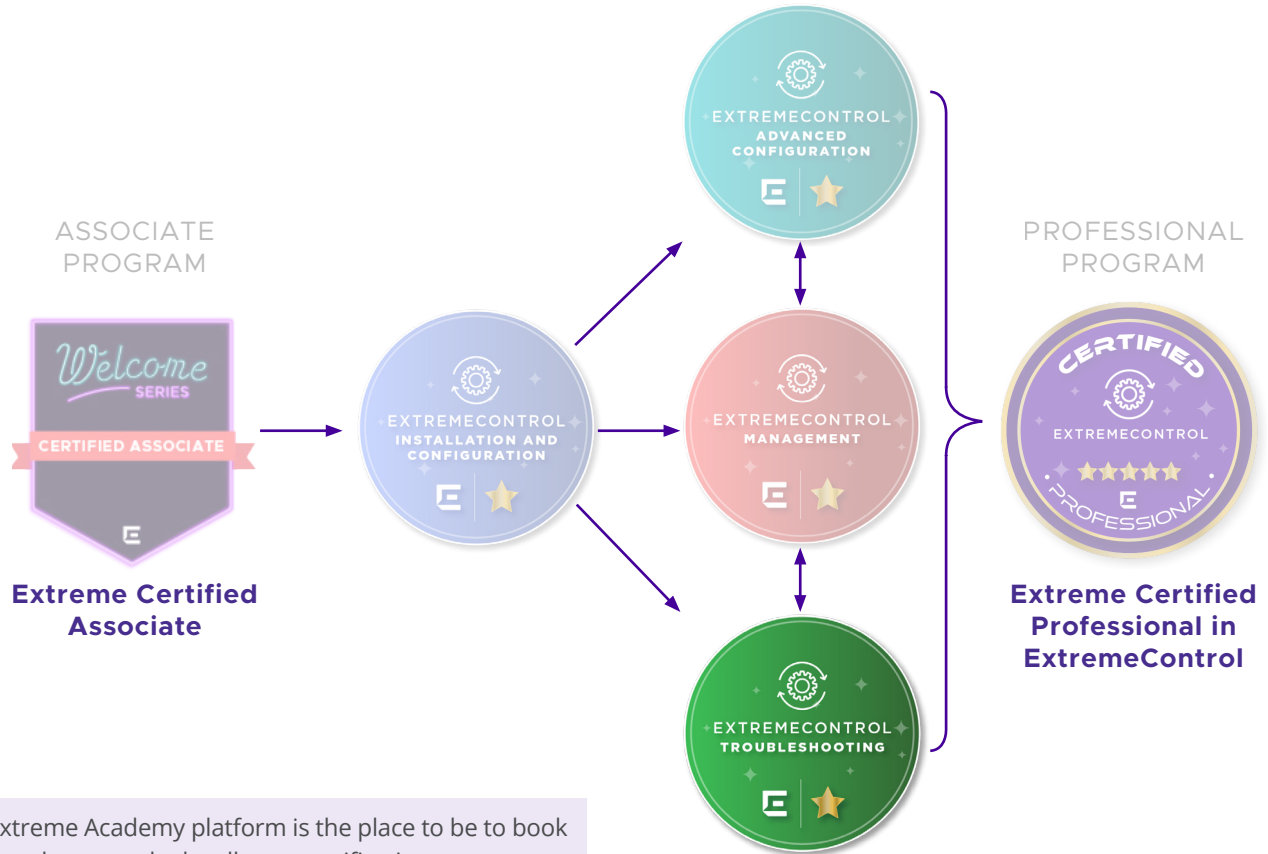 ASSOCIATE
PROGRAM
Welcome
SERIES
CERTIFIED ASSOCIATE
Extreme Certified
Associate
EXTREMECONTROL
INSTALLATION AND
CONFIGURATION
EXTREMECONTROL
ADVANCED
CONFIGURATION
EXTREMECONTROL
MANAGEMENT
EXTREMECONTROL
TROUBLESHOOTING
PROFESSIONAL
PROGRAM
CERTIFIED
EXTREMECONTROL
PROFESSIONAL
Extreme Certified
Professional in
ExtremeControl
xtreme Academy platform is the place to be to book